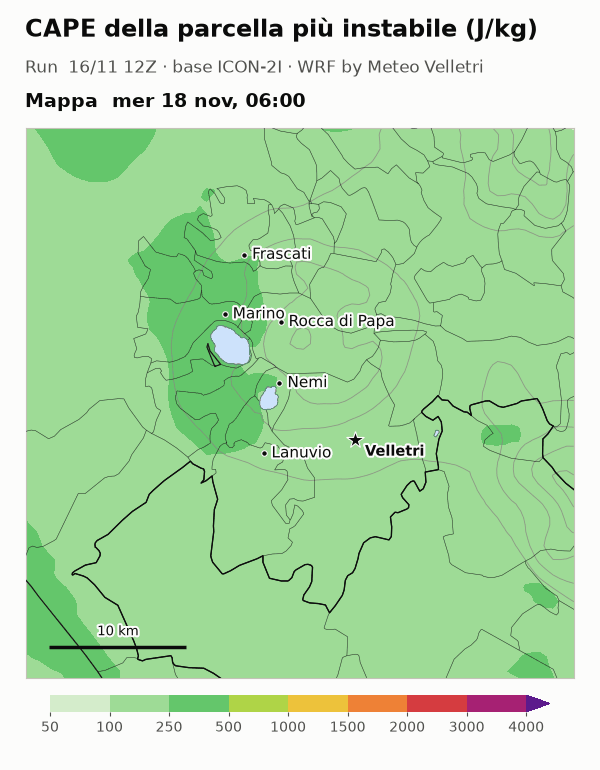 CAPE della parcella più instabile (J/kg)
Run 16/11 12Z · base ICON-2I · WRF by Meteo Velletri
Mappa mer 18 nov, 06:00
Frascati
Marino
Rocca di Papa
Nemi
Velletri
Lanuvio
10 km
50 100 250 500 1000 1500 2000 3000 4000